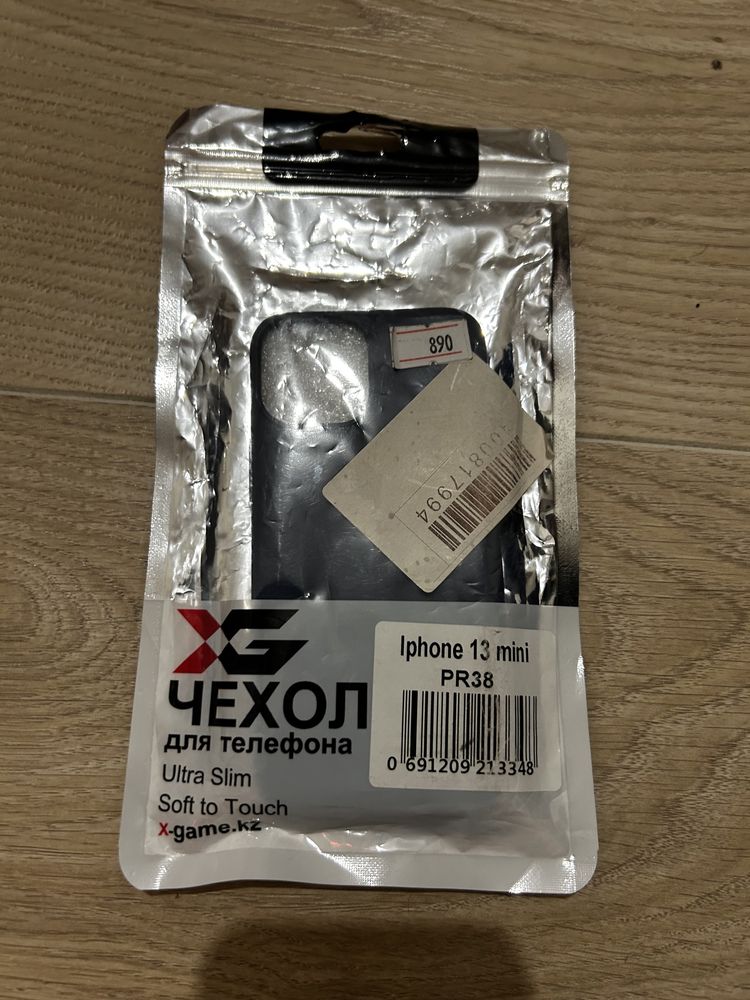 890
00817994
XG
Iphone 13 mini
PR38
0 691209 213348
ЧЕХОЛ
для телефона
Ultra Slim
Soft to Touch
x-game.kz